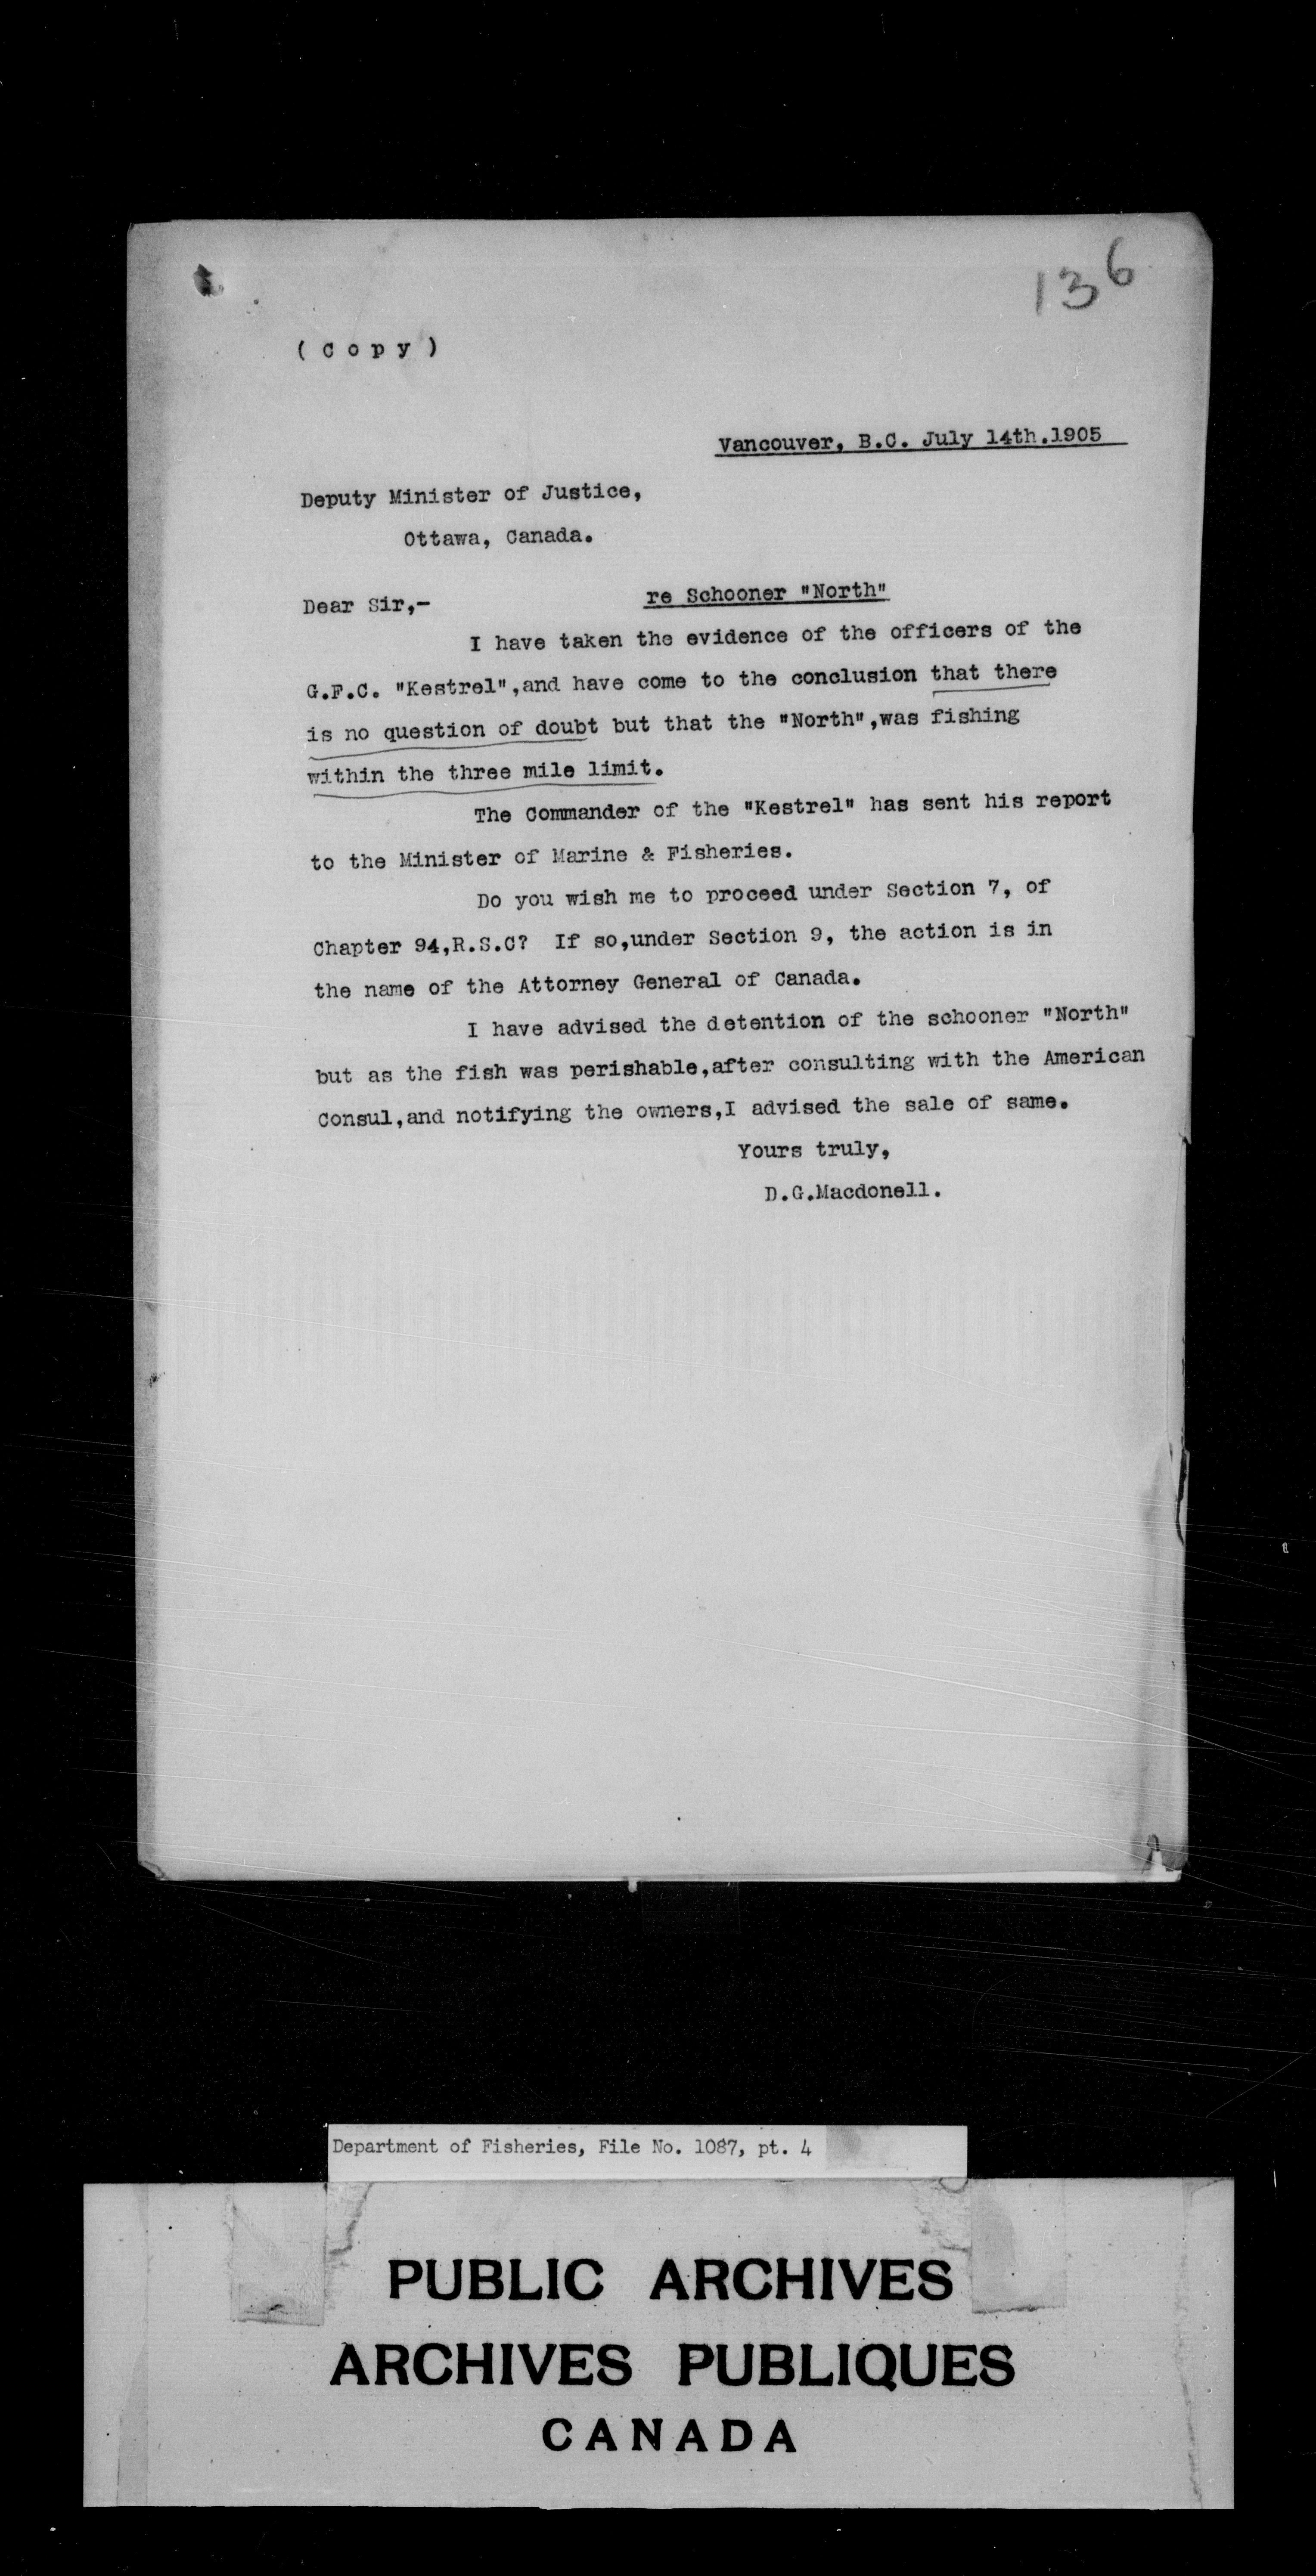 136
( C o p y )
Vancouver, B.C. July 14th.1905
Deputy Minister of Justice,
Ottawa, Canada.
Dear Sir,-
re Schooner "North"
I have taken the evidence of the officers of the
G.F.C. "Kestrel",and have come to the conclusion that there
is no question of doubt but that the "North",was fishing
within the three mile limit.
The Commander of the "Kestrel" has sent his report
to the Minister of Marine & Fisheries.
Do you wish me to proceed under Section 7, of
Chapter 94,R.S.C? If so,under Section 9, the action is in
the name of the Attorney General of Canada.
I have advised the detention of the schooner "North"
but as the fish was perishable,after consulting with the American
Consul,and notifying the owners,I advised the sale of same.
Yours truly,
D.G.Macdonell.
Department of Fisheries, File No. 1087, pt. 4
PUBLIC ARCHIVES
ARCHIVES PUBLIQUES
CANADA